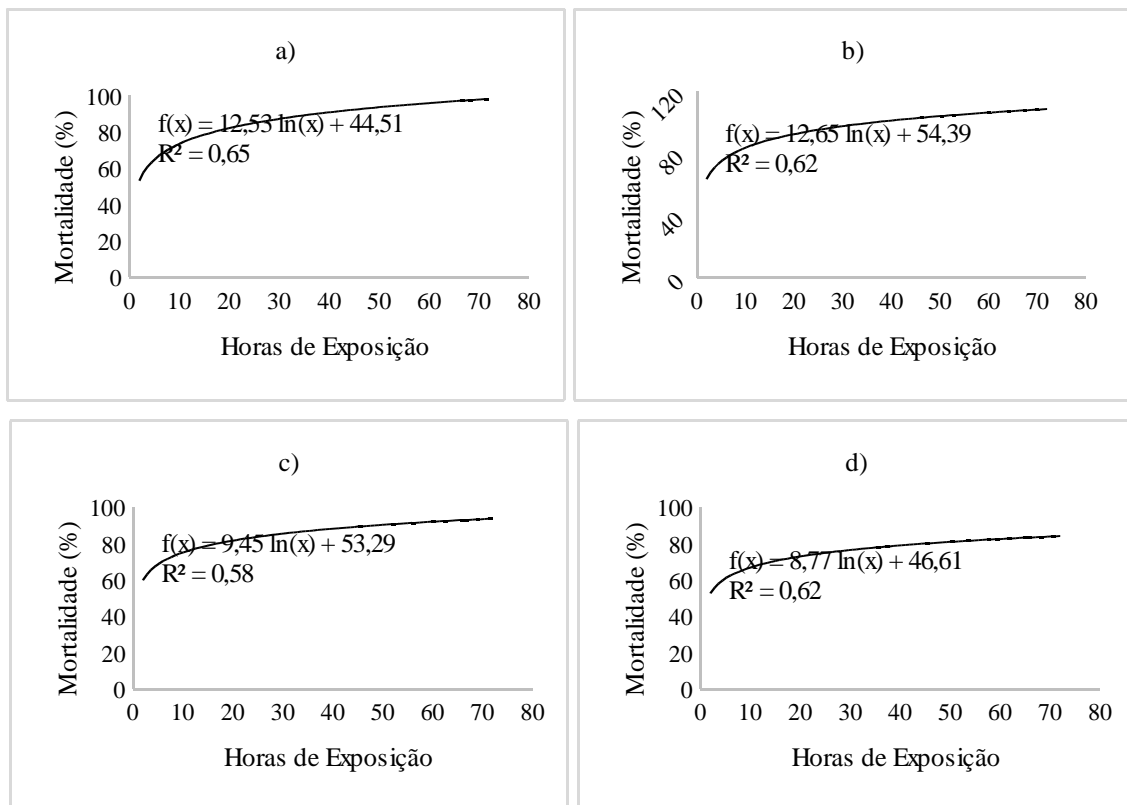 a)
100
80
60
40
20
0
f(x) = 12,53 ln(x) + 44,51
R² = 0,65
Mortalidade (%)
0 10 20 30 40 50 60 70 80
Horas de Exposição
b)
120
80
40
0
f(x) = 12,65 ln(x) + 54,39
R² = 0,62
Mortalidade (%)
0 10 20 30 40 50 60 70 80
Horas de Exposição
c)
100
80
60
40
20
0
f(x) = 9,45 ln(x) + 53,29
R² = 0,58
Mortalidade (%)
0 10 20 30 40 50 60 70 80
Horas de Exposição
d)
100
80
60
40
20
0
f(x) = 8,77 ln(x) + 46,61
R² = 0,62
Mortalidade (%)
0 10 20 30 40 50 60 70 80
Horas de Exposição